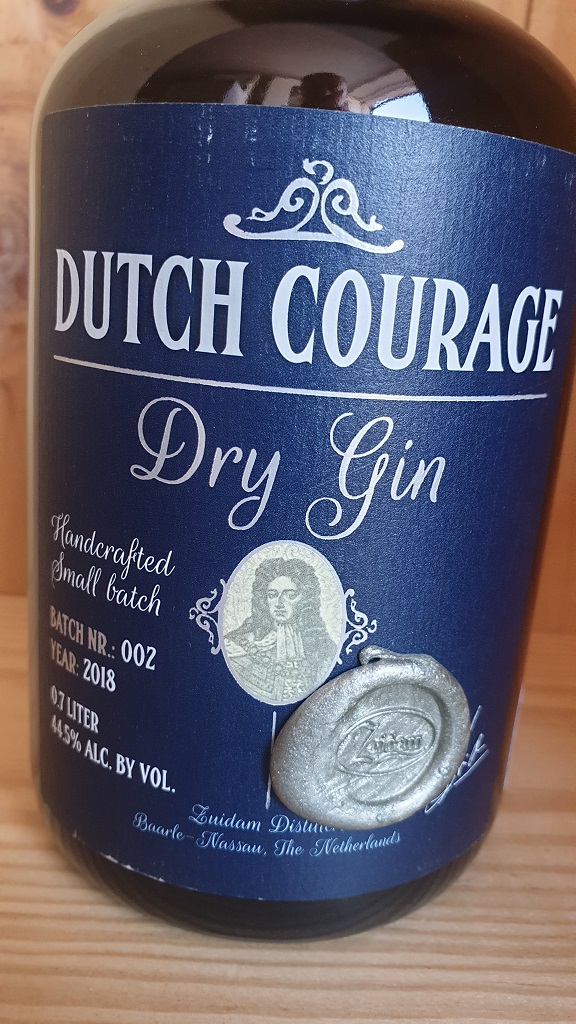 DUTCH COURAGE
Dry Gin
Handcrafted
Small batch
BATCH NR.: 002
YEAR: 2018
0.7 LITER
44.5% ALC. BY VOL.
Zuidam
Zuidam
Baarle-Nassau, The Netherlands